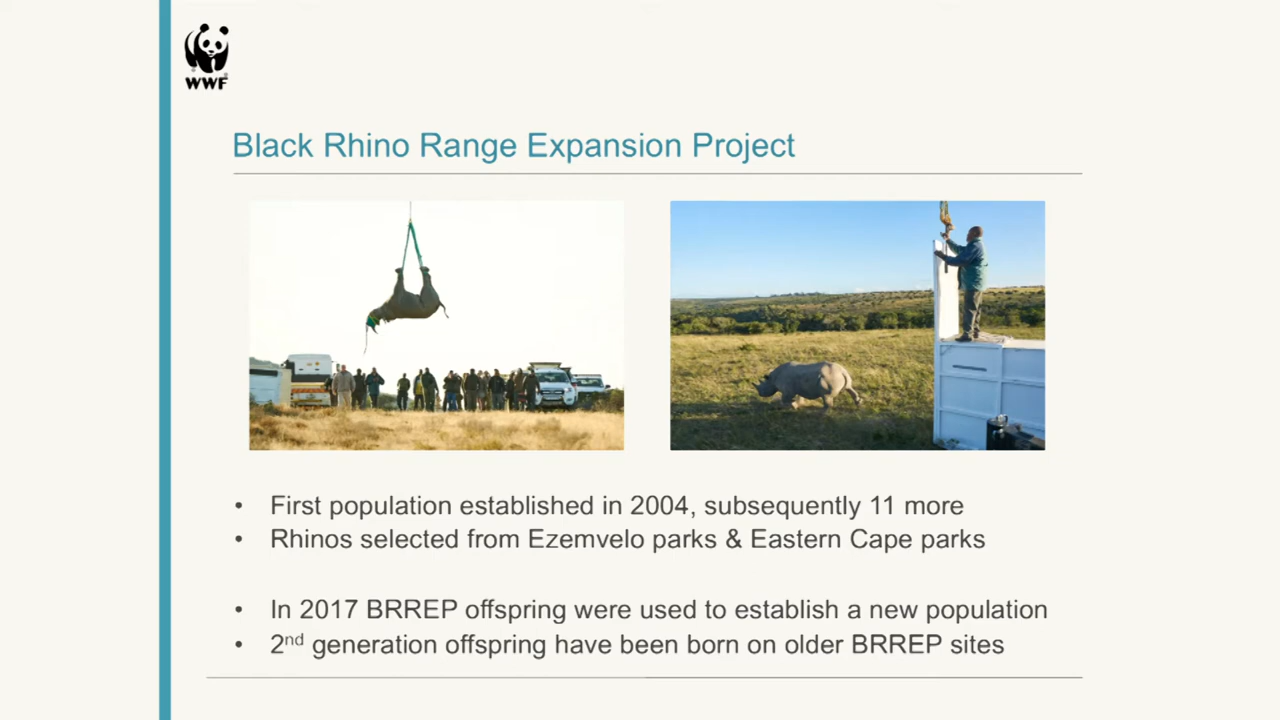 WWF
Black Rhino Range Expansion Project
• First population established in 2004, subsequently 11 more
• Rhinos selected from Ezemvelo parks & Eastern Cape parks
• In 2017 BRREP offspring were used to establish a new population
• 2nd generation offspring have been born on older BRREP sites